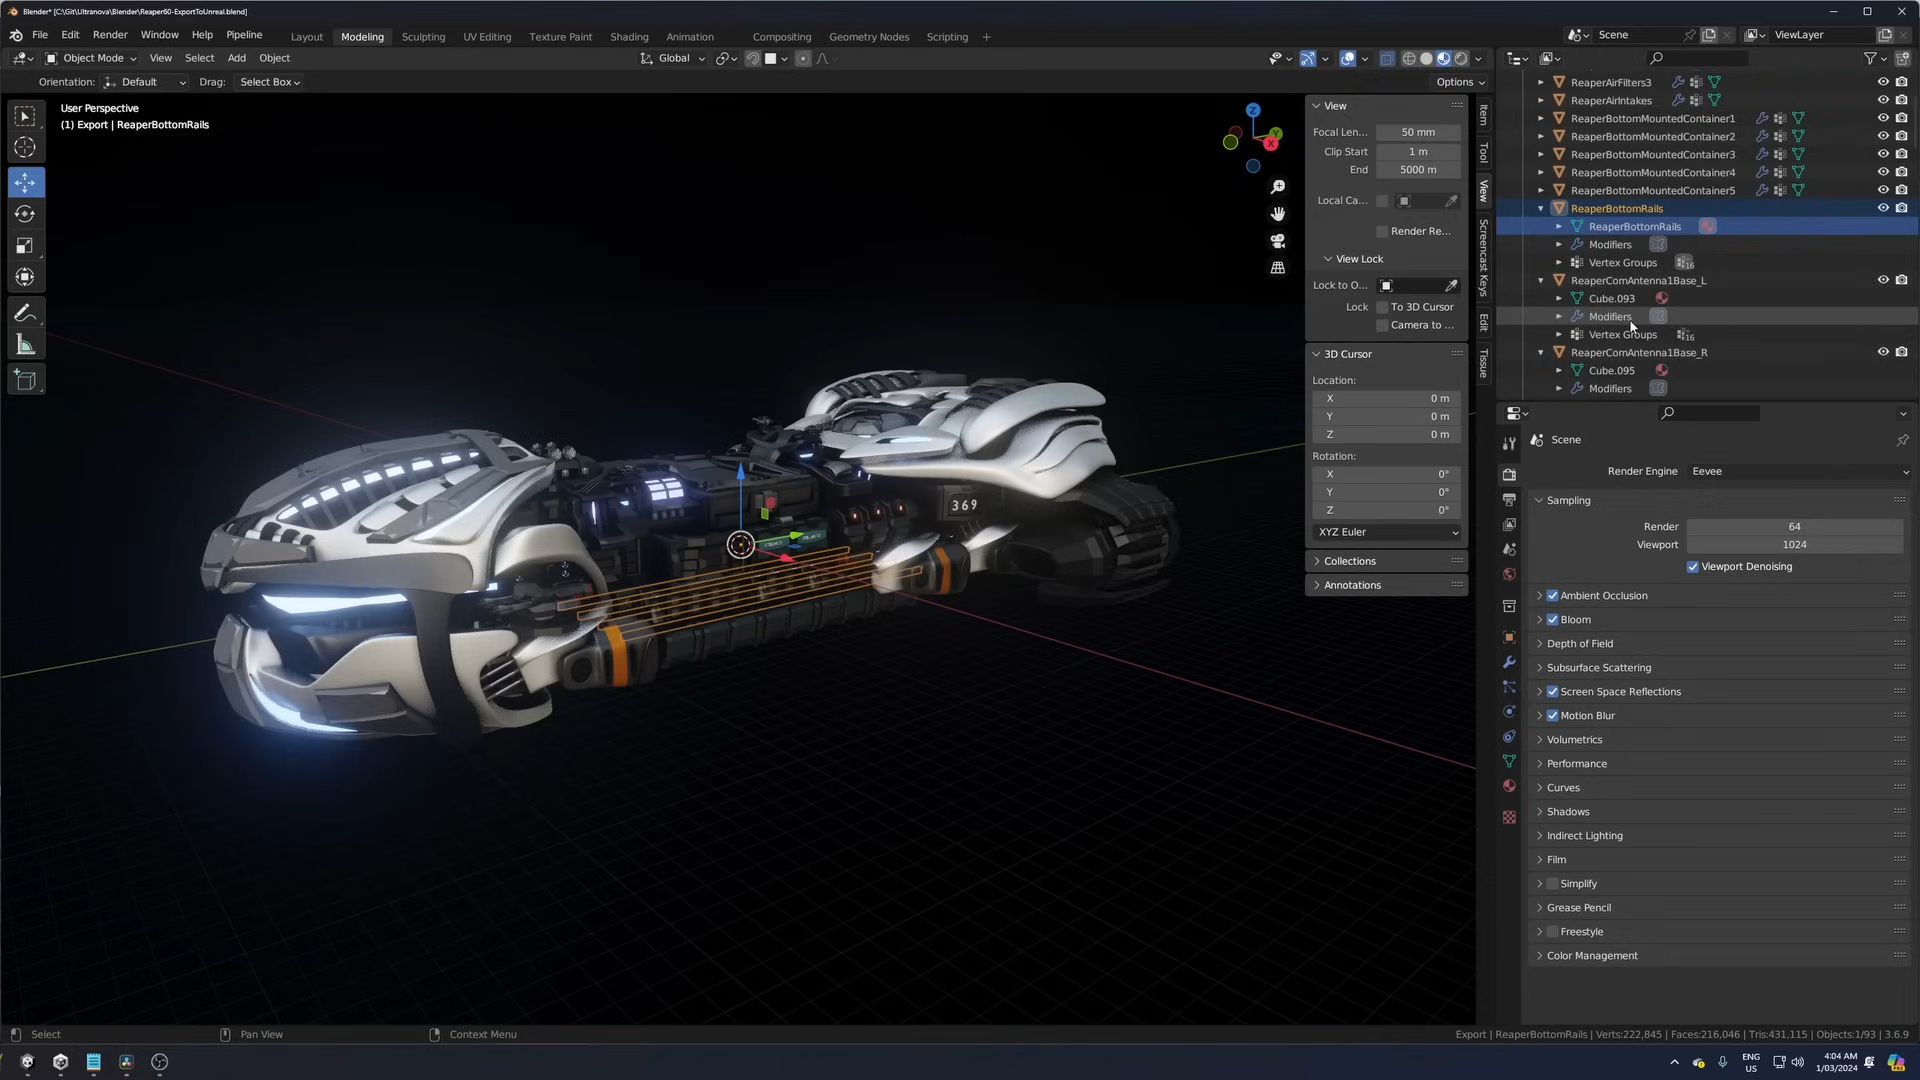 Blender* [C:\Git\Ultranova\Blender\Reaper60-ExportToUnreal.blend]
File Edit Render Window Help Pipeline Layout Modeling Sculpting UV Editing Texture Paint Shading Animation Compositing Geometry Nodes Scripting + Scene ViewLayer
Object Mode View Select Add Object Global
Orientation: Default Drag: Select Box Options
User Perspective
(1) Export | ReaperBottomRails
Z
Y
X
369
View
Focal Len... 50 mm
Clip Start 1 m
End 5000 m
Local Ca...
Render Re...
View Lock
Lock to O...
Lock To 3D Cursor
Camera to ...
3D Cursor
Location:
X 0 m
Y 0 m
Z 0 m
Rotation:
X 0°
Y 0°
Z 0°
XYZ Euler
Collections
Annotations
Item
Tool
View
Screencast Keys
Edit
Tissue
ReaperAirFilters3
ReaperAirIntakes
ReaperBottomMountedContainer1
ReaperBottomMountedContainer2
ReaperBottomMountedContainer3
ReaperBottomMountedContainer4
ReaperBottomMountedContainer5
ReaperBottomRails
ReaperBottomRails
Modifiers
Vertex Groups 16
ReaperComAntenna1Base_L
Cube.093
Modifiers
Vertex Groups 16
ReaperComAntenna1Base_R
Cube.095
Modifiers
Scene
Render Engine Eevee
Sampling
Render 64
Viewport 1024
Viewport Denoising
Ambient Occlusion
Bloom
Depth of Field
Subsurface Scattering
Screen Space Reflections
Motion Blur
Volumetrics
Performance
Curves
Shadows
Indirect Lighting
Film
Simplify
Grease Pencil
Freestyle
Color Management
Select Pan View Context Menu Export | ReaperBottomRails | Verts:222,845 | Faces:216,046 | Tris:431,115 | Objects:1/93 | 3.6.9
ENG
US
4:04 AM
1/03/2024